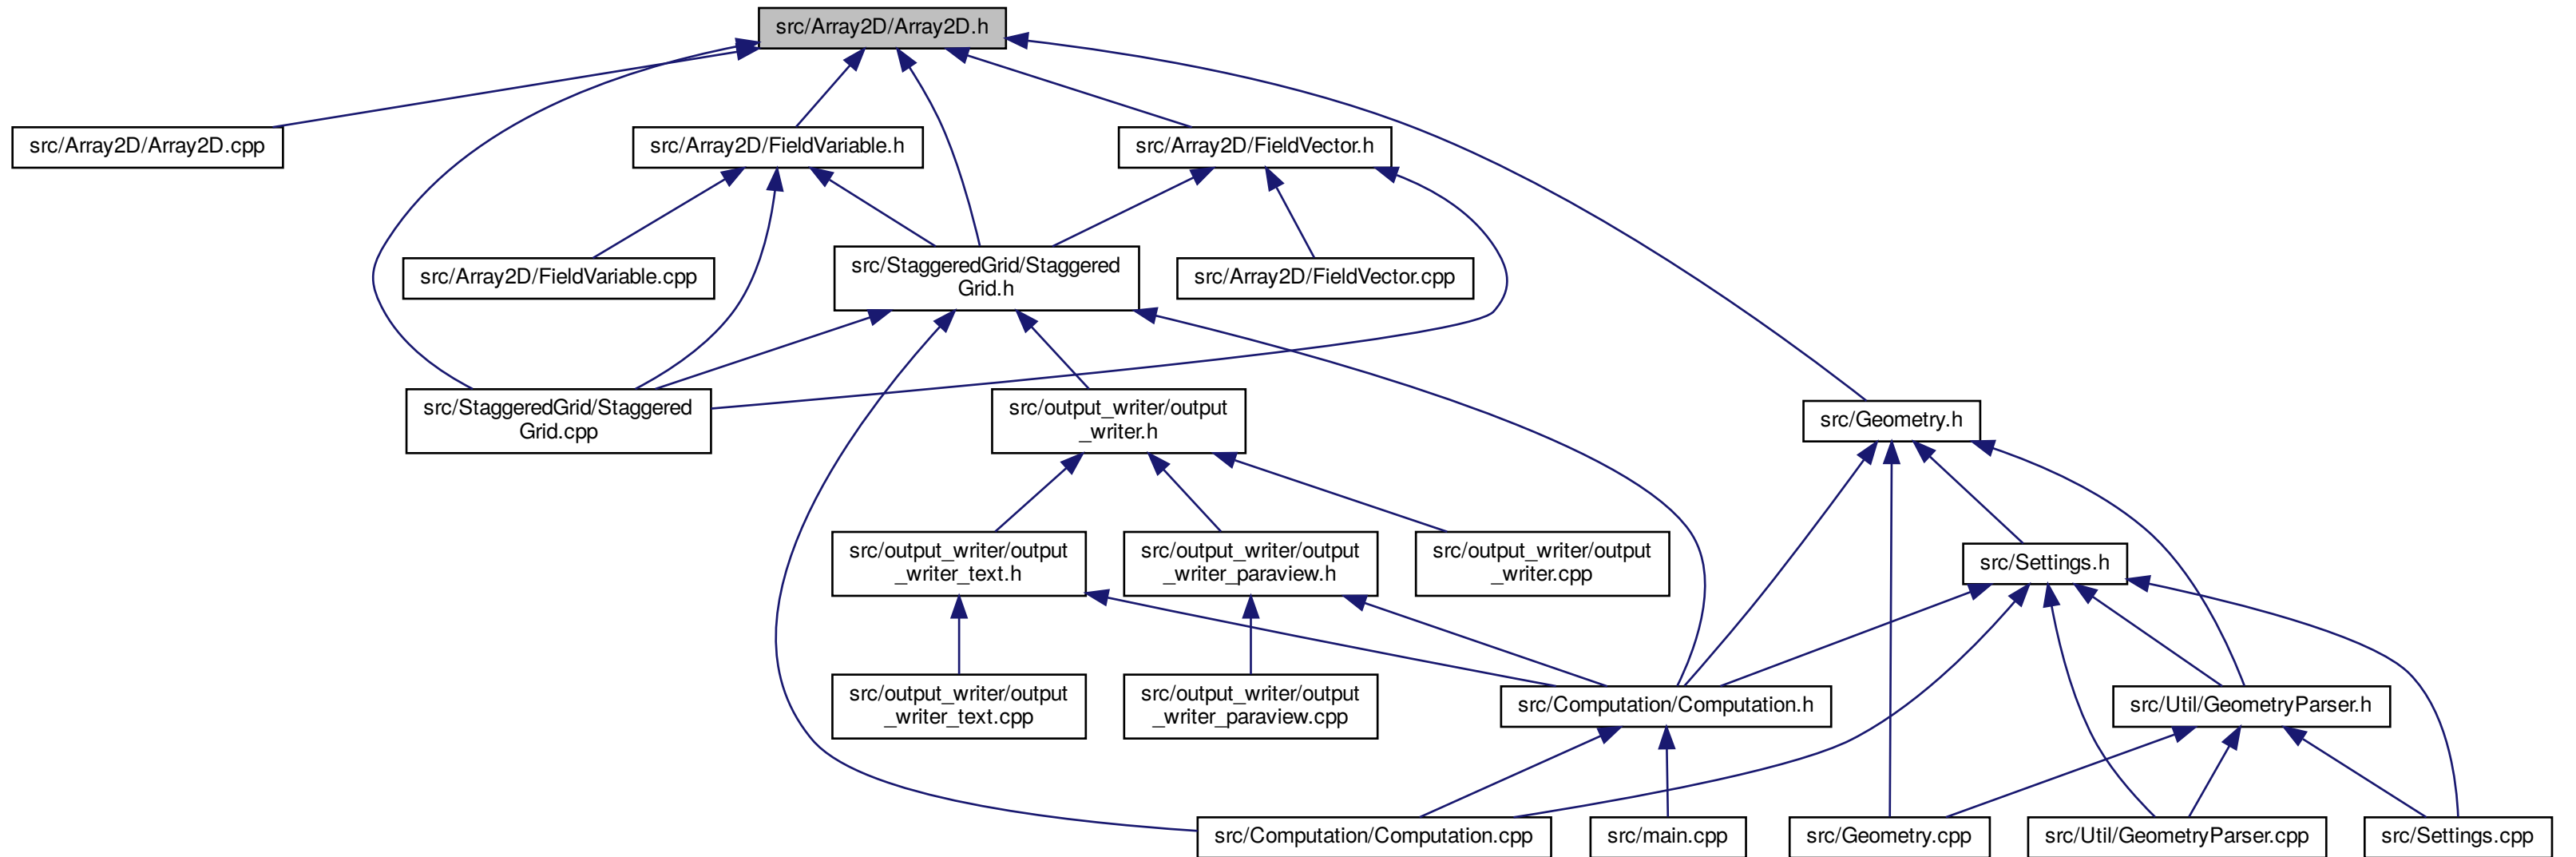 src/Array2D/Array2D.h
src/Array2D/Array2D.cpp
src/Array2D/FieldVariable.h
src/Array2D/FieldVector.h
src/Array2D/FieldVariable.cpp
src/StaggeredGrid/Staggered
Grid.h
src/Array2D/FieldVector.cpp
src/StaggeredGrid/Staggered
Grid.cpp
src/output_writer/output
_writer.h
src/Geometry.h
src/output_writer/output
_writer_text.h
src/output_writer/output
_writer_paraview.h
src/output_writer/output
_writer.cpp
src/Settings.h
src/output_writer/output
_writer_text.cpp
src/output_writer/output
_writer_paraview.cpp
src/Computation/Computation.h
src/Util/GeometryParser.h
src/Computation/Computation.cpp
src/main.cpp
src/Geometry.cpp
src/Util/GeometryParser.cpp
src/Settings.cpp